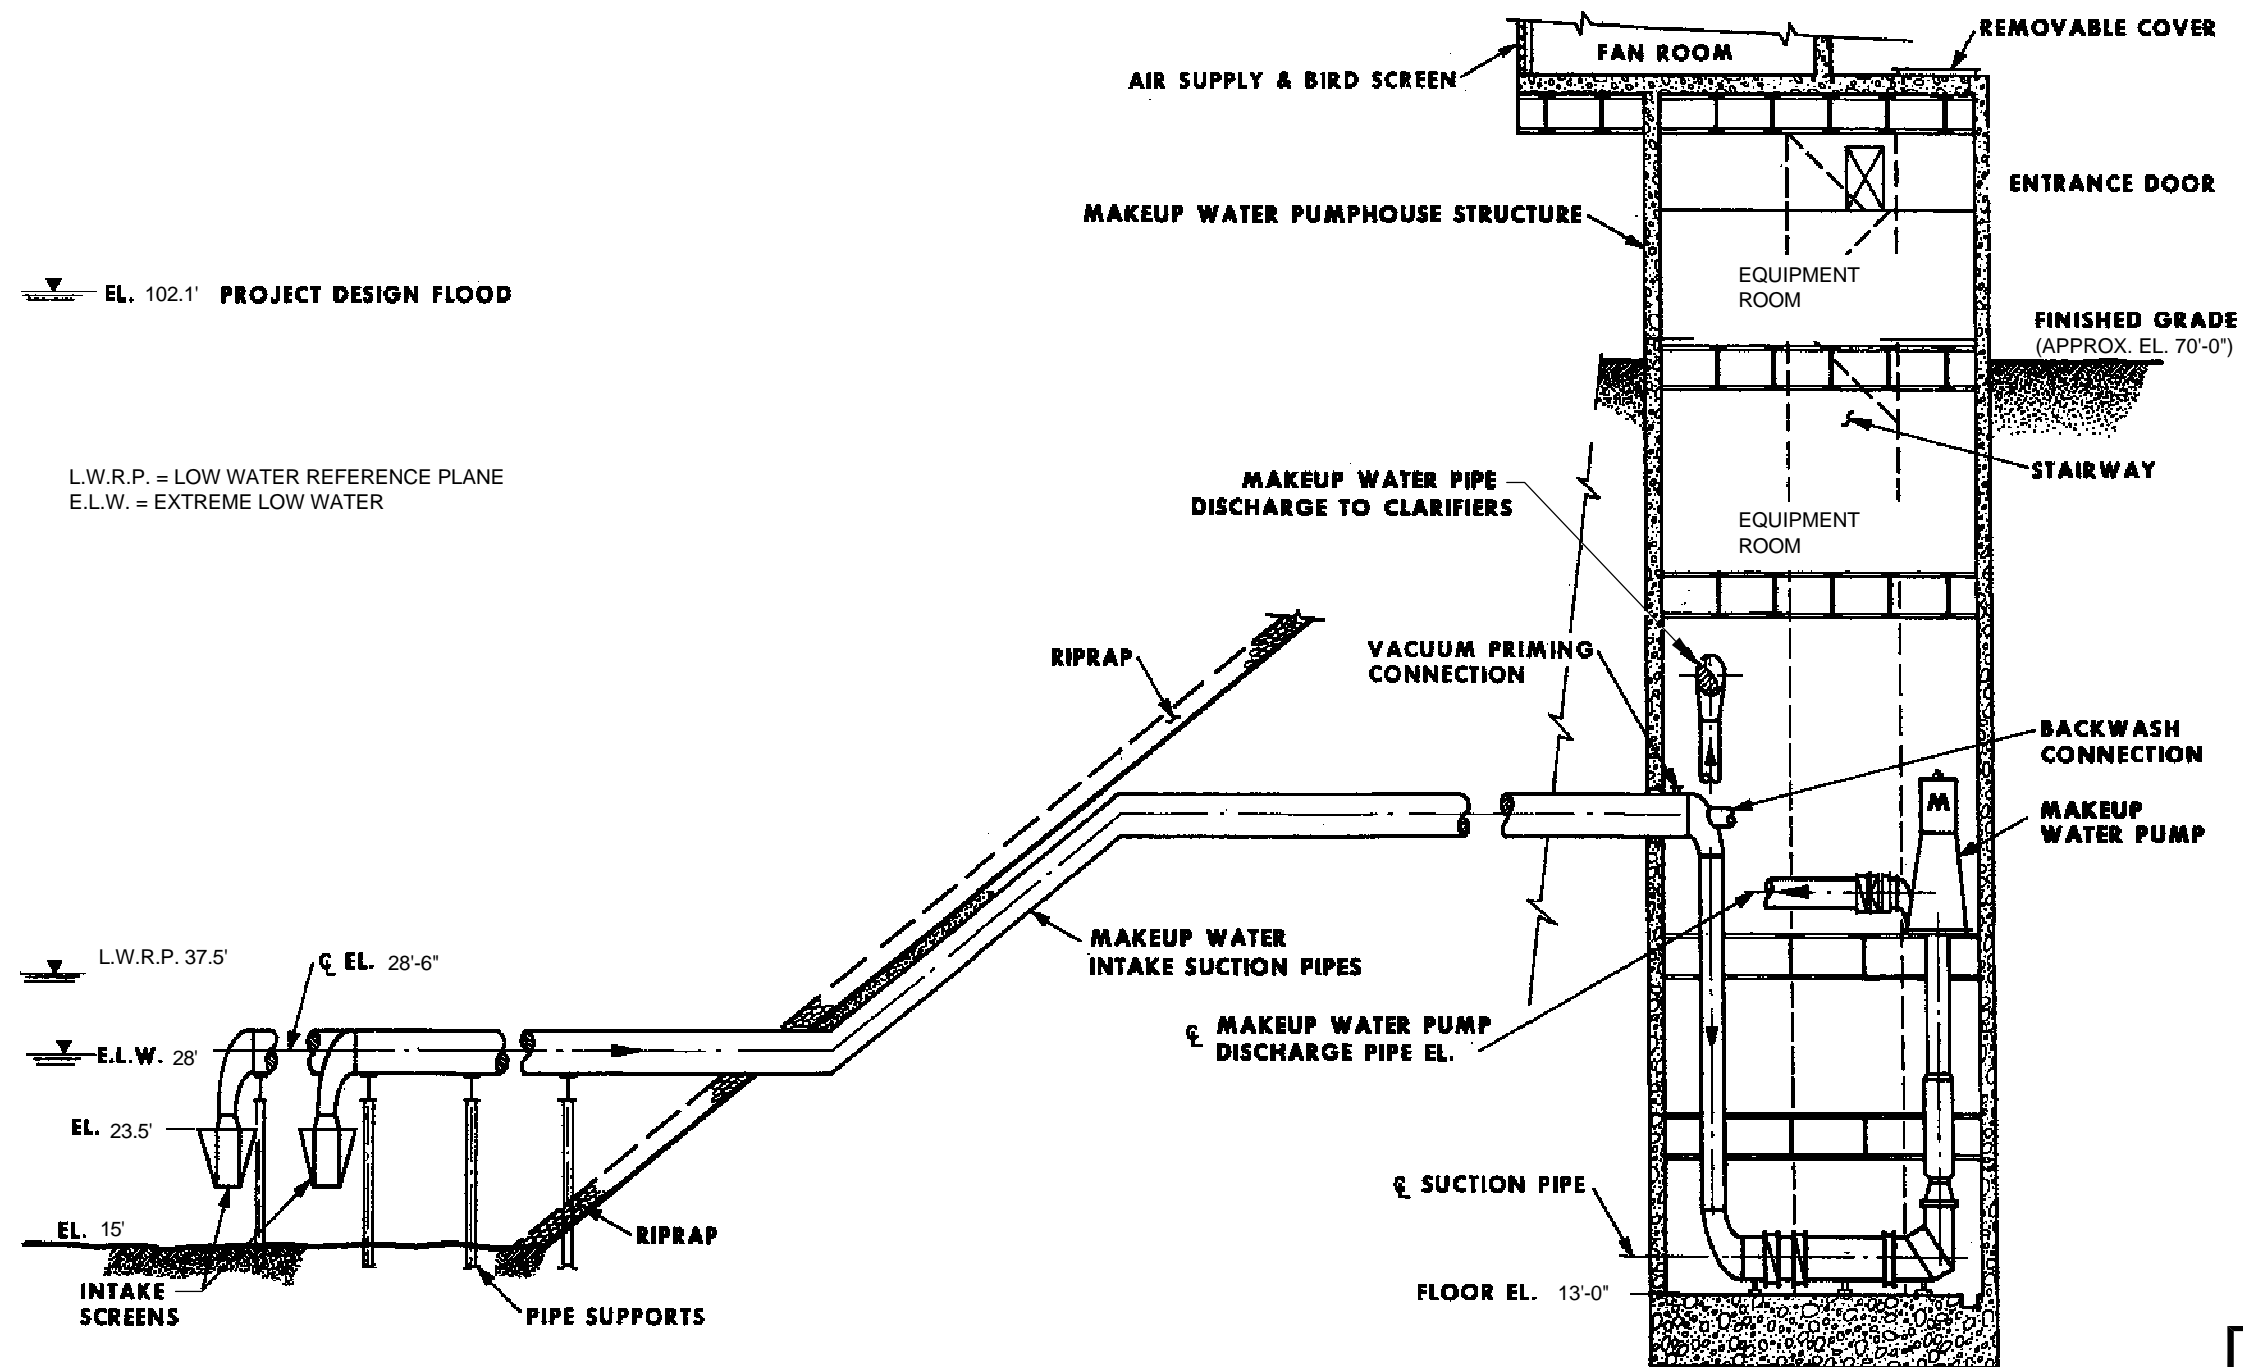 REMOVABLE COVER
FAN ROOM
AIR SUPPLY & BIRD SCREEN
ENTRANCE DOOR
MAKEUP WATER PUMPHOUSE STRUCTURE
EQUIPMENT
ROOM
EL. 102.1' PROJECT DESIGN FLOOD
FINISHED GRADE
(APPROX. EL. 70'-0")
L.W.R.P. = LOW WATER REFERENCE PLANE
E.L.W. = EXTREME LOW WATER
STAIRWAY
MAKEUP WATER PIPE
DISCHARGE TO CLARIFIERS
EQUIPMENT
ROOM
RIPRAP
VACUUM PRIMING
CONNECTION
BACKWASH
CONNECTION
M
MAKEUP
WATER PUMP
MAKEUP WATER
INTAKE SUCTION PIPES
L.W.R.P. 37.5'
℄ EL. 28'-6"
℄ MAKEUP WATER PUMP
DISCHARGE PIPE EL.
E.L.W. 28'
EL. 23.5'
℄ SUCTION PIPE
EL. 15'
RIPRAP
INTAKE
SCREENS
PIPE SUPPORTS
FLOOR EL. 13'-0"